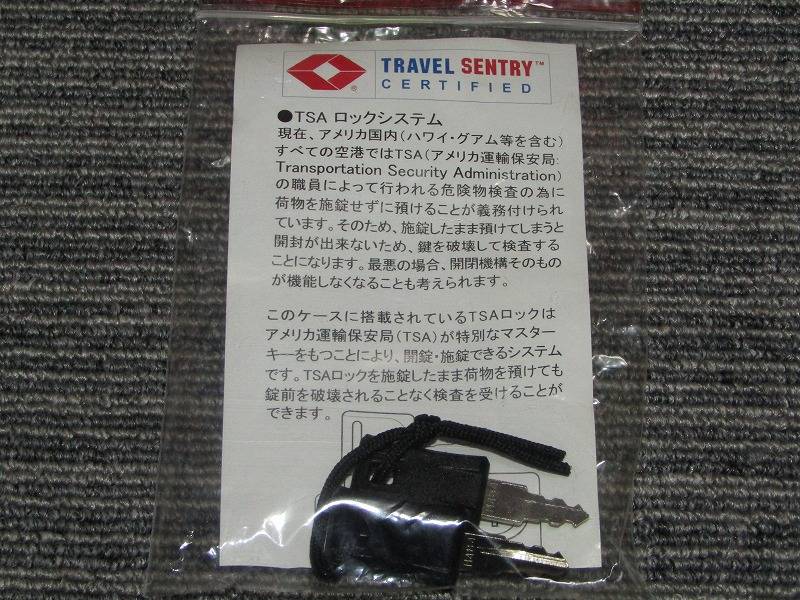 TRAVEL SENTRY™
CERTIFIED
®
●TSA ロックシステム
現在、アメリカ国内(ハワイ・グアム等を含む)
すべての空港ではTSA(アメリカ運輸保安局:
Transportation Security Administration)
の職員によって行われる危険物検査の為に
荷物を施錠せずに預けることが義務付けられ
ています。そのため、施錠したまま預けてしまうと
開封が出来ないため、鍵を破壊して検査する
ことになります。最悪の場合、開閉機構そのもの
が機能しなくなることも考えられます。
このケースに搭載されているTSAロックは
アメリカ運輸保安局(TSA)が特別なマスター
キーをもつことにより、開錠・施錠できるシステム
です。TSAロックを施錠したまま荷物を預けても
錠前を破壊されることなく検査を受けることが
できます。